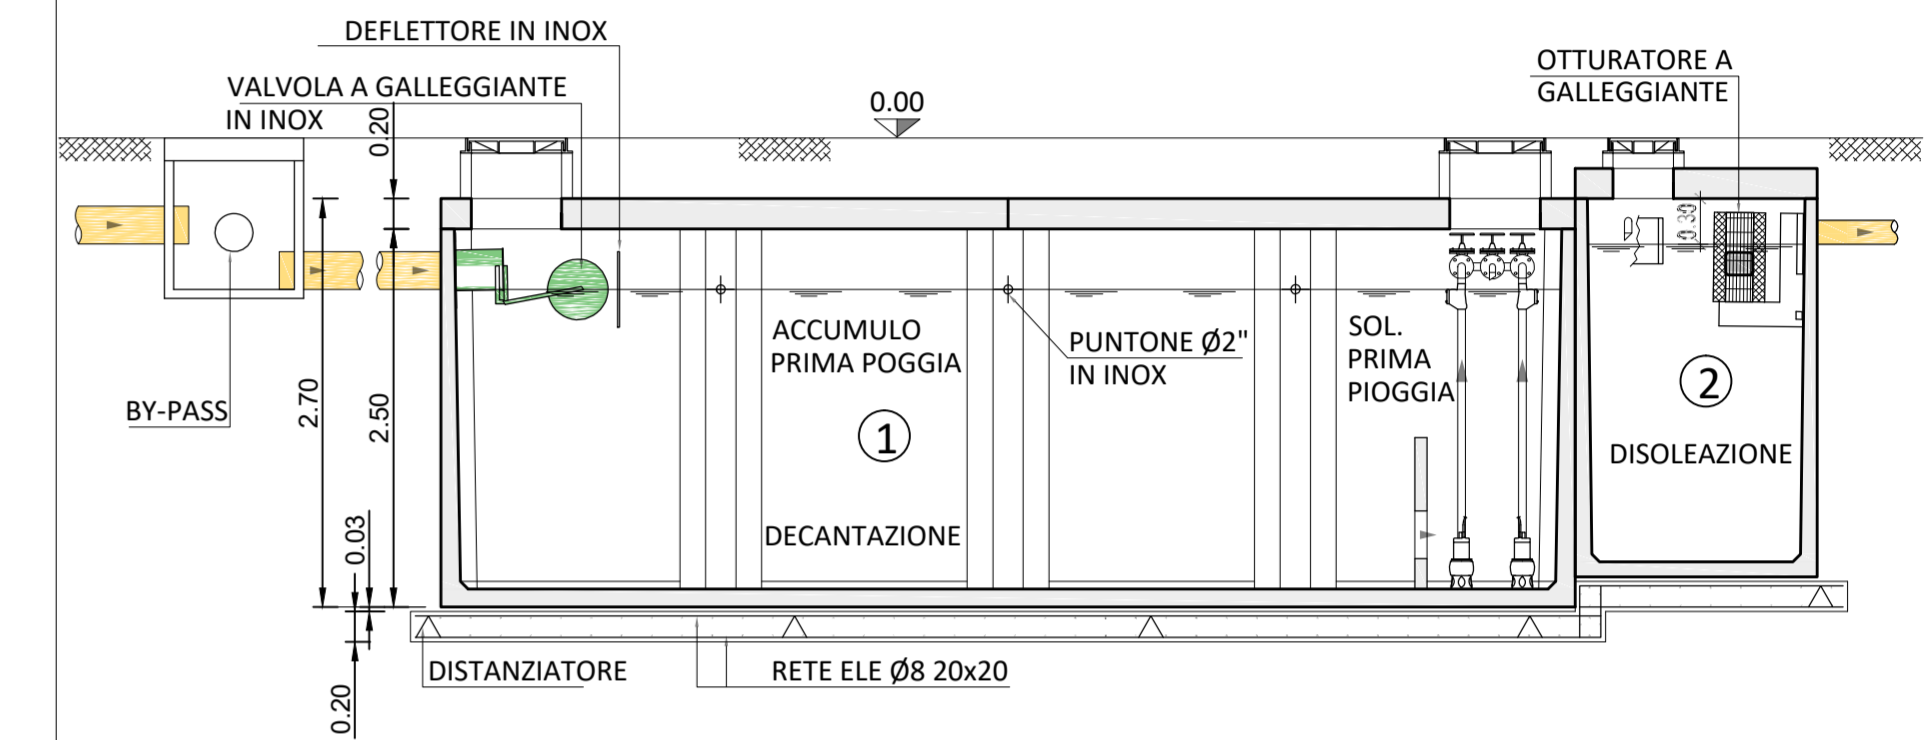 DEFLETTORE IN INOX
VALVOLA A GALLEGGIANTE
IN INOX
0.20
0.00
OTTURATORE A
GALLEGGIANTE
0.30
ACCUMULO
PRIMA POGGIA
PUNTONE Ø2"
IN INOX
SOL.
PRIMA
PIOGGIA
BY-PASS
2.70
2.50
1
2
DISOLEAZIONE
DECANTAZIONE
0.03
DISTANZIATORE
RETE ELE Ø8 20x20
0.20